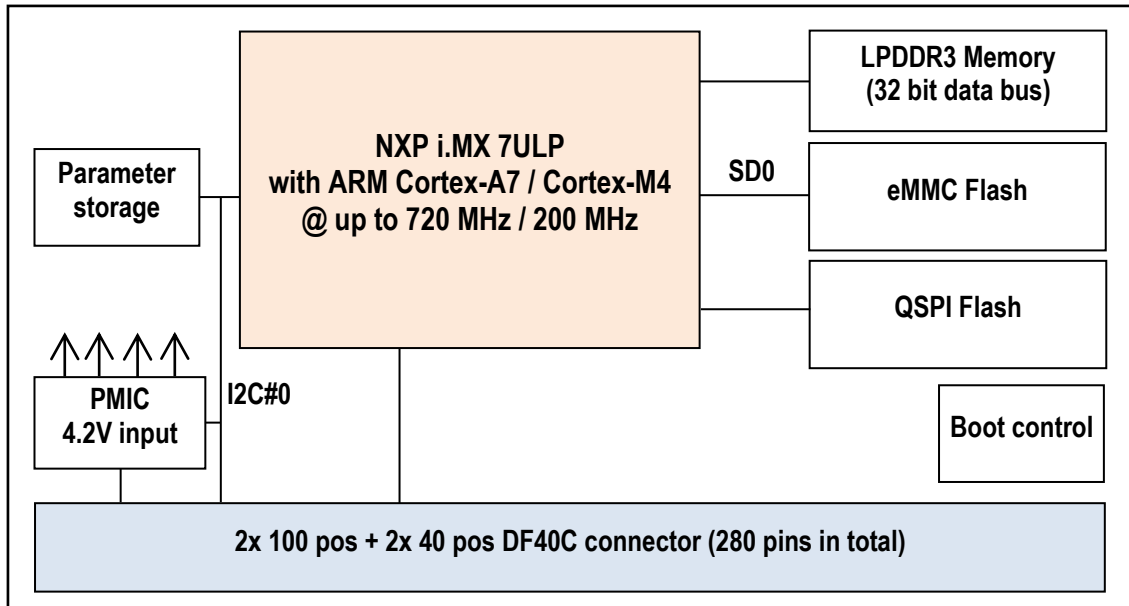 LPDDR3 Memory
(32 bit data bus)
NXP i.MX 7ULP
with ARM Cortex-A7 / Cortex-M4
@ up to 720 MHz / 200 MHz
SD0
eMMC Flash
Parameter
storage
QSPI Flash
PMIC
4.2V input
I2C#0
Boot control
2x 100 pos + 2x 40 pos DF40C connector (280 pins in total)